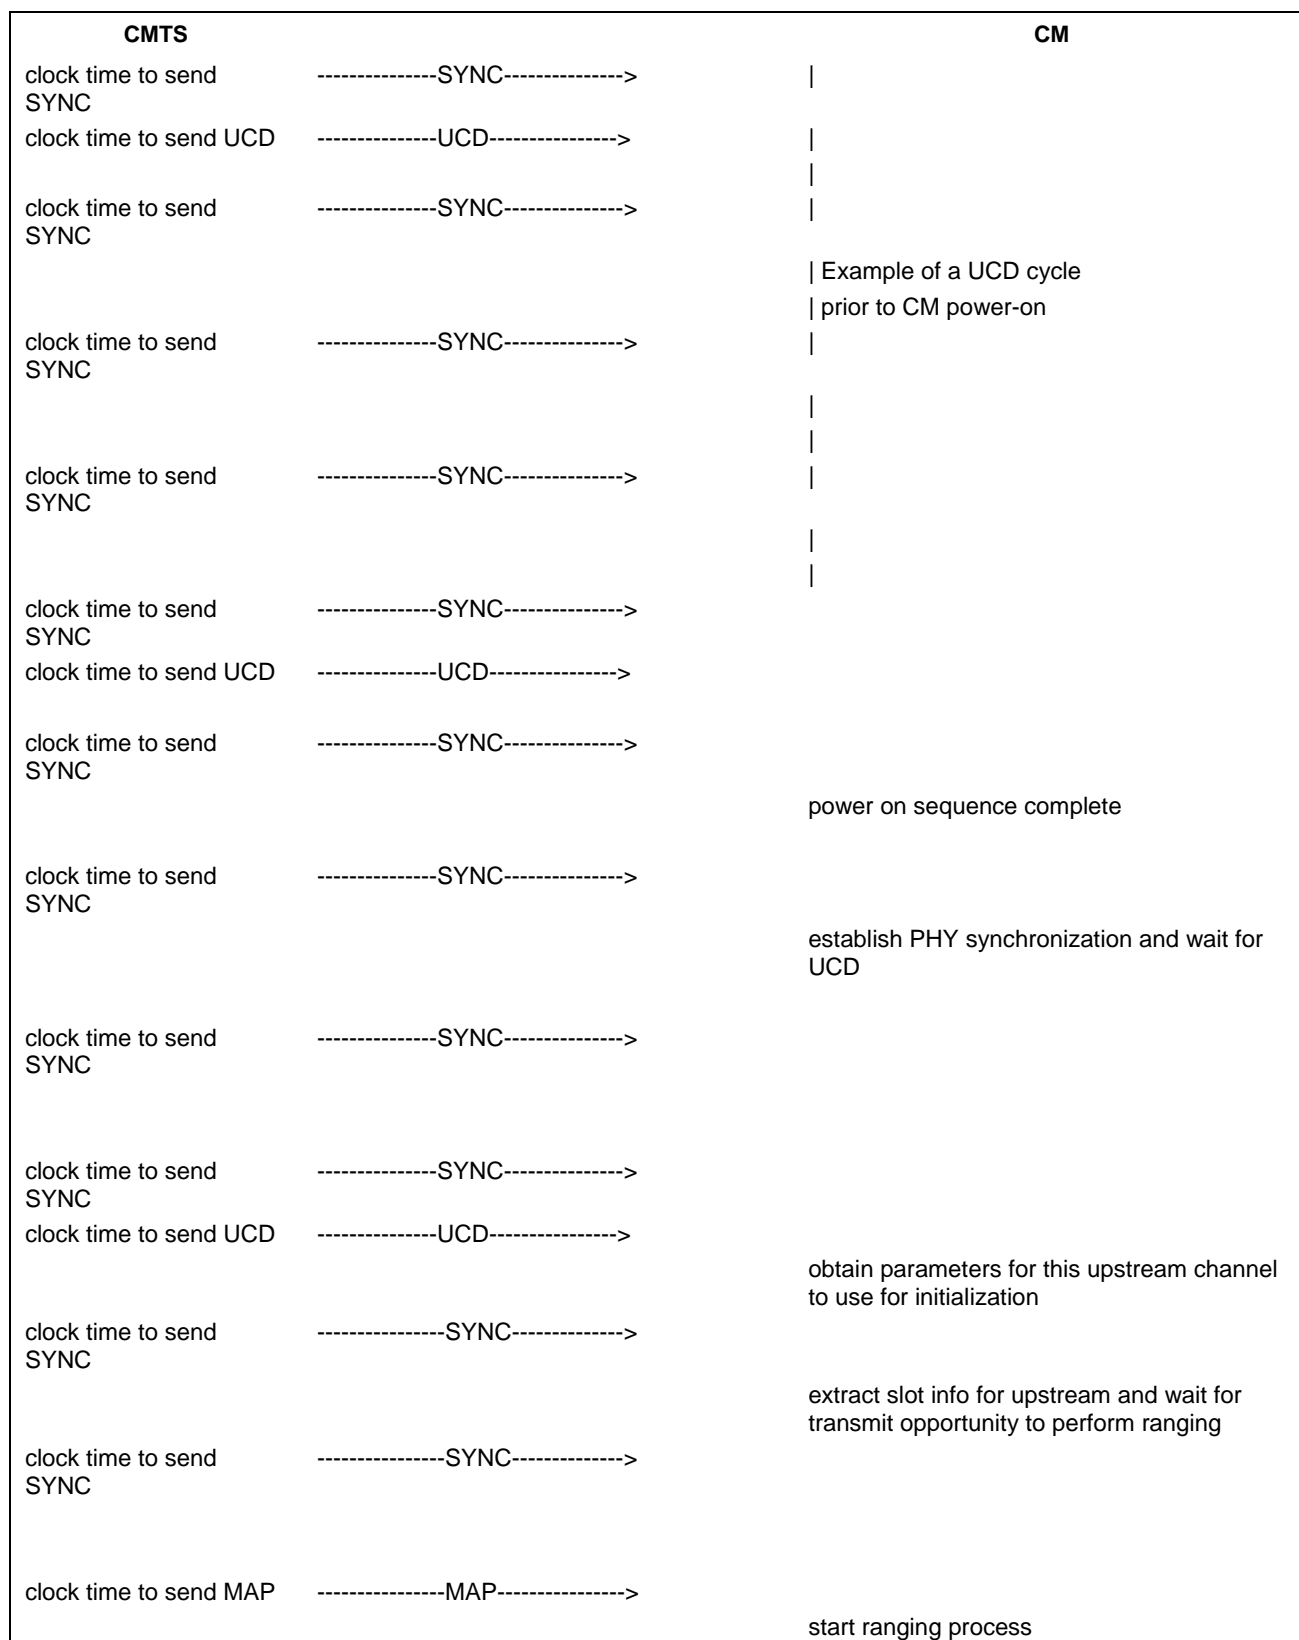 CMTS CM
clock time to send ---------------SYNC---------------> |
SYNC
clock time to send UCD ---------------UCD----------------> |
|
clock time to send ---------------SYNC---------------> |
SYNC
| Example of a UCD cycle
| prior to CM power-on
clock time to send ---------------SYNC---------------> |
SYNC
|
|
clock time to send ---------------SYNC---------------> |
SYNC
|
|
clock time to send ---------------SYNC--------------->
SYNC
clock time to send UCD ---------------UCD---------------->
clock time to send ---------------SYNC--------------->
SYNC
power on sequence complete
clock time to send ---------------SYNC--------------->
SYNC
establish PHY synchronization and wait for
UCD
clock time to send ---------------SYNC--------------->
SYNC
clock time to send ---------------SYNC--------------->
SYNC
clock time to send UCD ---------------UCD---------------->
obtain parameters for this upstream channel
to use for initialization
clock time to send ----------------SYNC-------------->
SYNC
extract slot info for upstream and wait for
transmit opportunity to perform ranging
clock time to send ----------------SYNC-------------->
SYNC
clock time to send MAP ----------------MAP---------------->
start ranging process